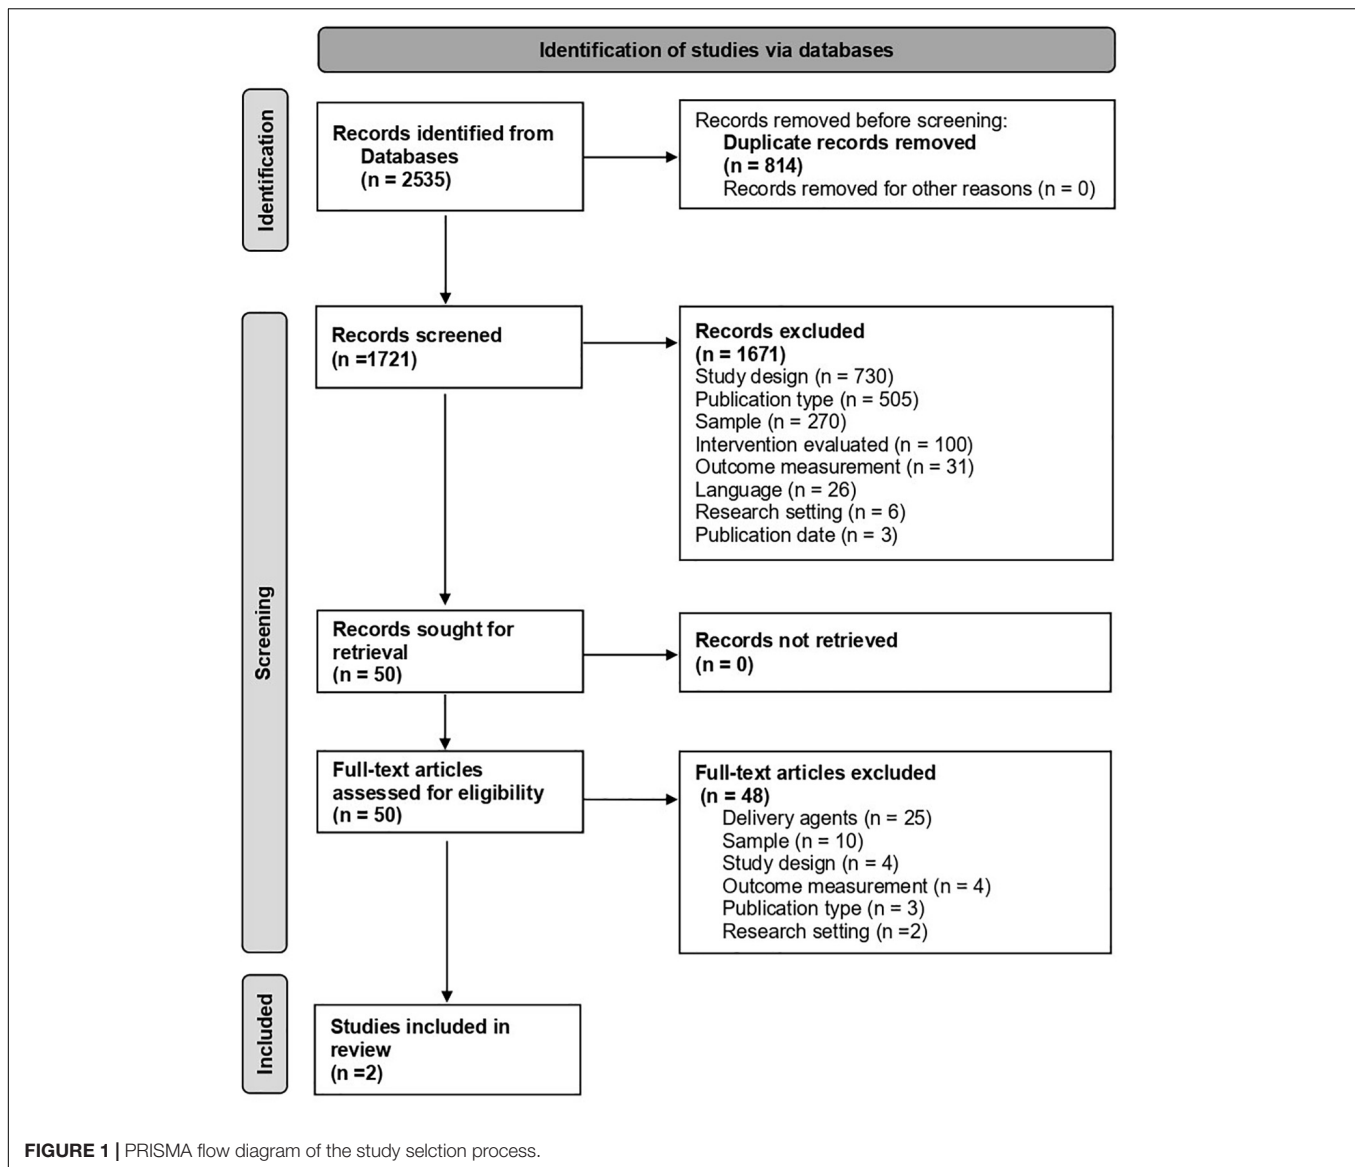 Identification of studies via databases
Identification
Records identified from
Databases
(n = 2535)
Records removed before screening:
Duplicate records removed
(n = 814)
Records removed for other reasons (n = 0)
Screening
Records screened
(n =1721)
Records excluded
(n = 1671)
Study design (n = 730)
Publication type (n = 505)
Sample (n = 270)
Intervention evaluated (n = 100)
Outcome measurement (n = 31)
Language (n = 26)
Research setting (n = 6)
Publication date (n = 3)
Records sought for
retrieval
(n = 50)
Records not retrieved
(n = 0)
Full-text articles
assessed for eligibility
(n = 50)
Full-text articles excluded
(n = 48)
Delivery agents (n = 25)
Sample (n = 10)
Study design (n = 4)
Outcome measurement (n = 4)
Publication type (n = 3)
Research setting (n =2)
Included
Studies included in
review
(n =2)
FIGURE 1 | PRISMA flow diagram of the study selction process.